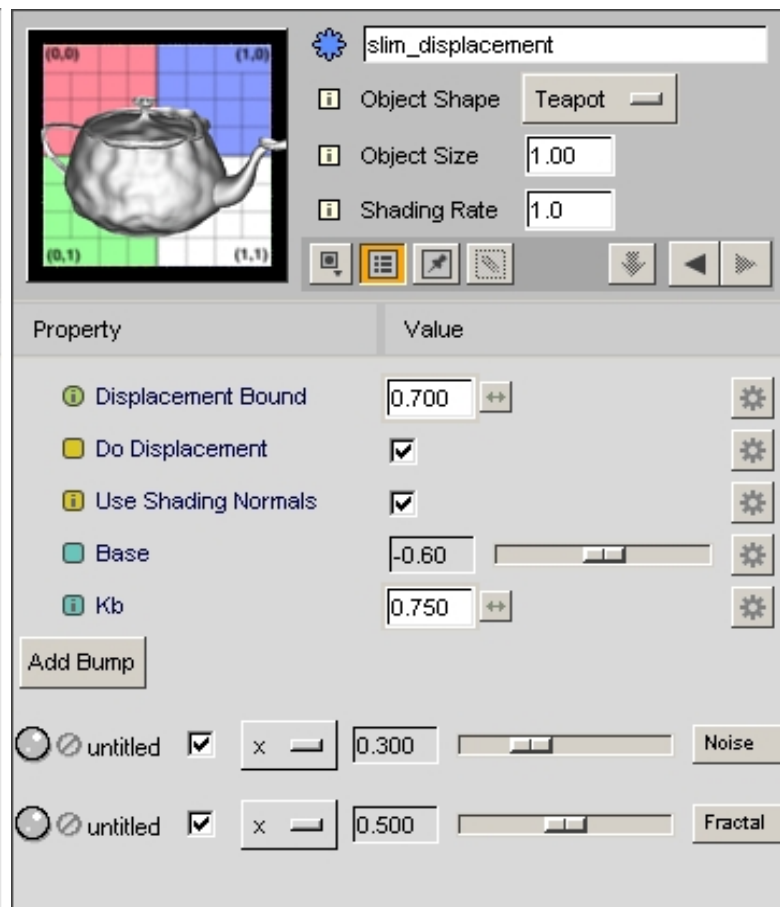 (0,0) (1,0)
(0,1) (1,1)
slim_displacement
Object Shape Teapot
Object Size 1.00
Shading Rate 1.0
Property Value
Displacement Bound 0.700
Do Displacement
Use Shading Normals
Base -0.60
Kb 0.750
Add Bump
untitled x 0.300 Noise
untitled x 0.500 Fractal